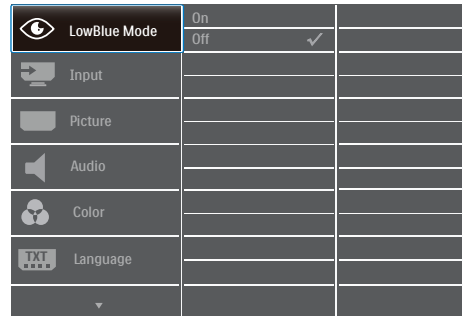 LowBlue Mode
On
Off
Input
Picture
Audio
Color
TXT
Language